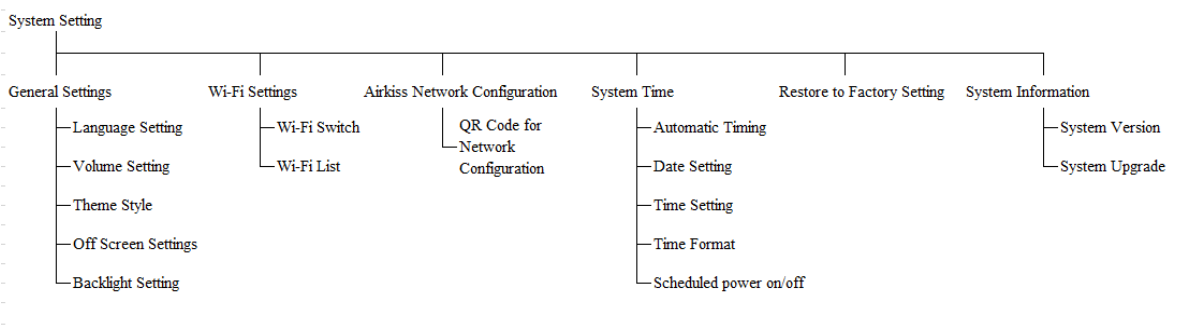 System Setting
General Settings
Wi-Fi Settings
Airkiss Network Configuration
System Time
Restore to Factory Setting
System Information
Language Setting
Volume Setting
Theme Style
Off Screen Settings
Backlight Setting
Wi-Fi Switch
Wi-Fi List
QR Code for
Network
Configuration
Automatic Timing
Date Setting
Time Setting
Time Format
Scheduled power on/off
System Version
System Upgrade